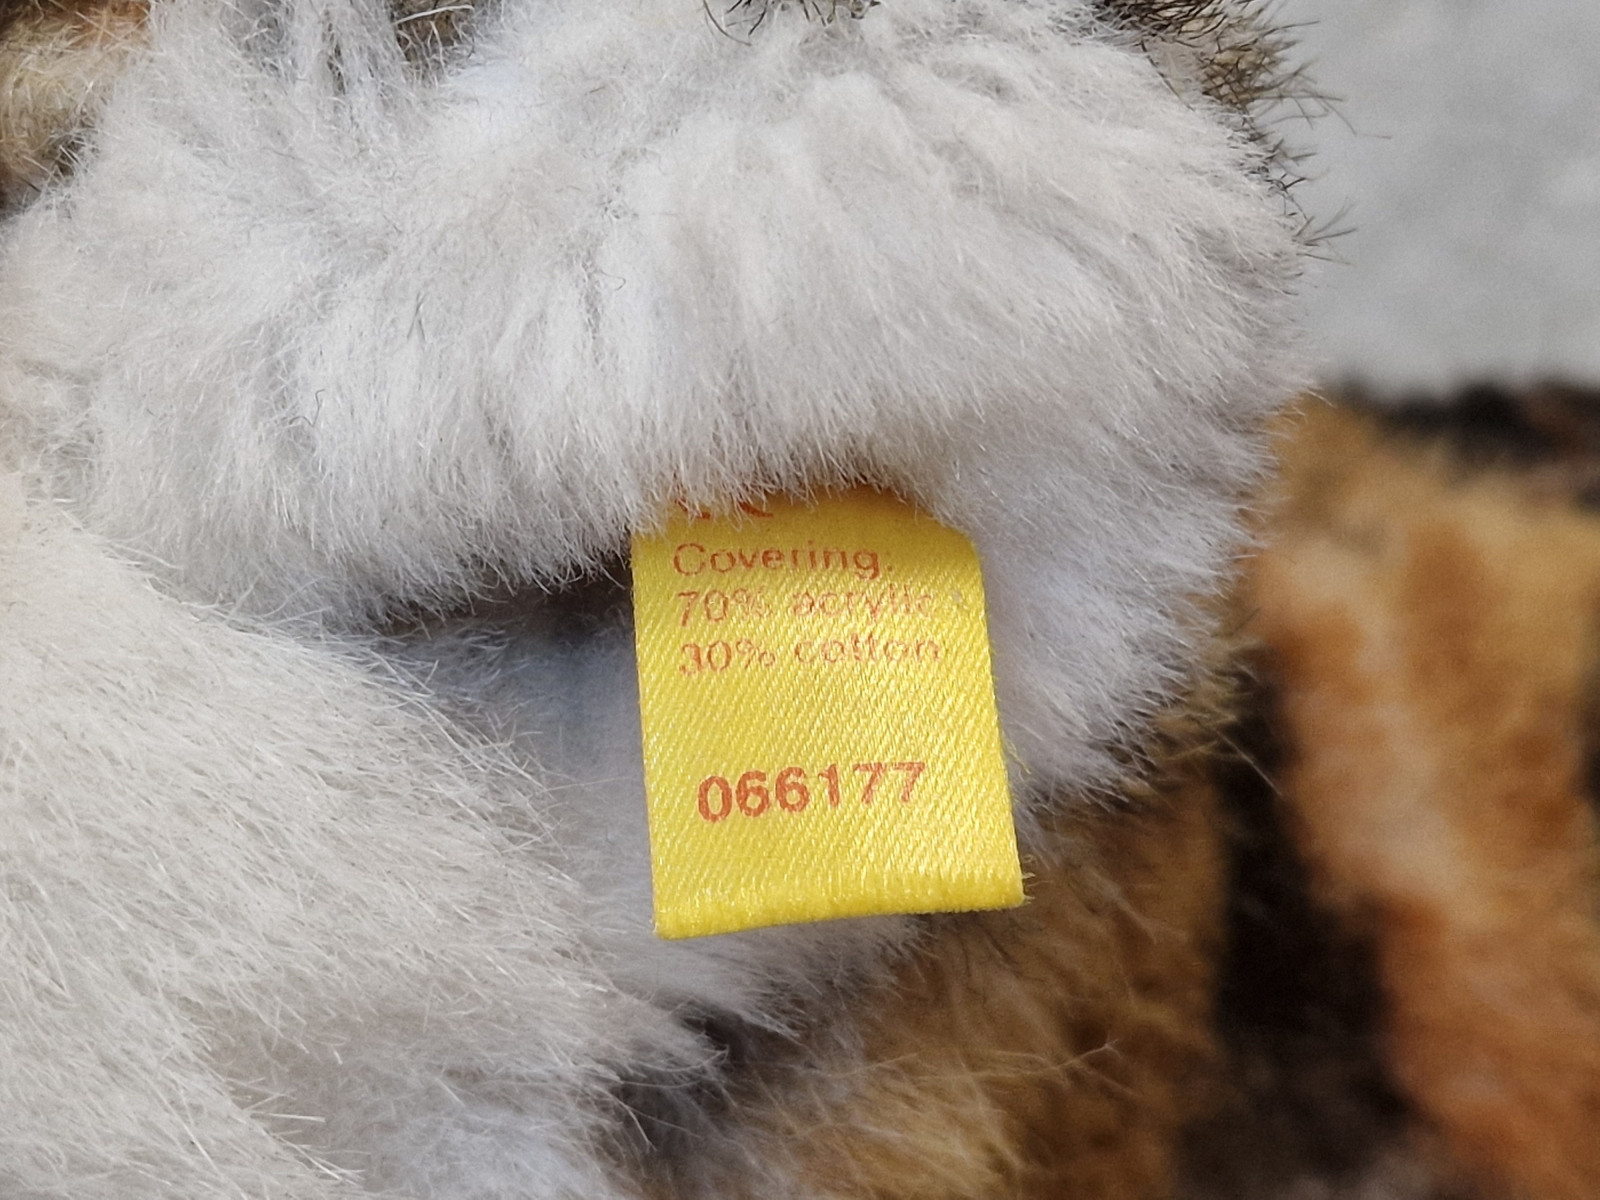 Covering:
70% acrylic
30% cotton
066177